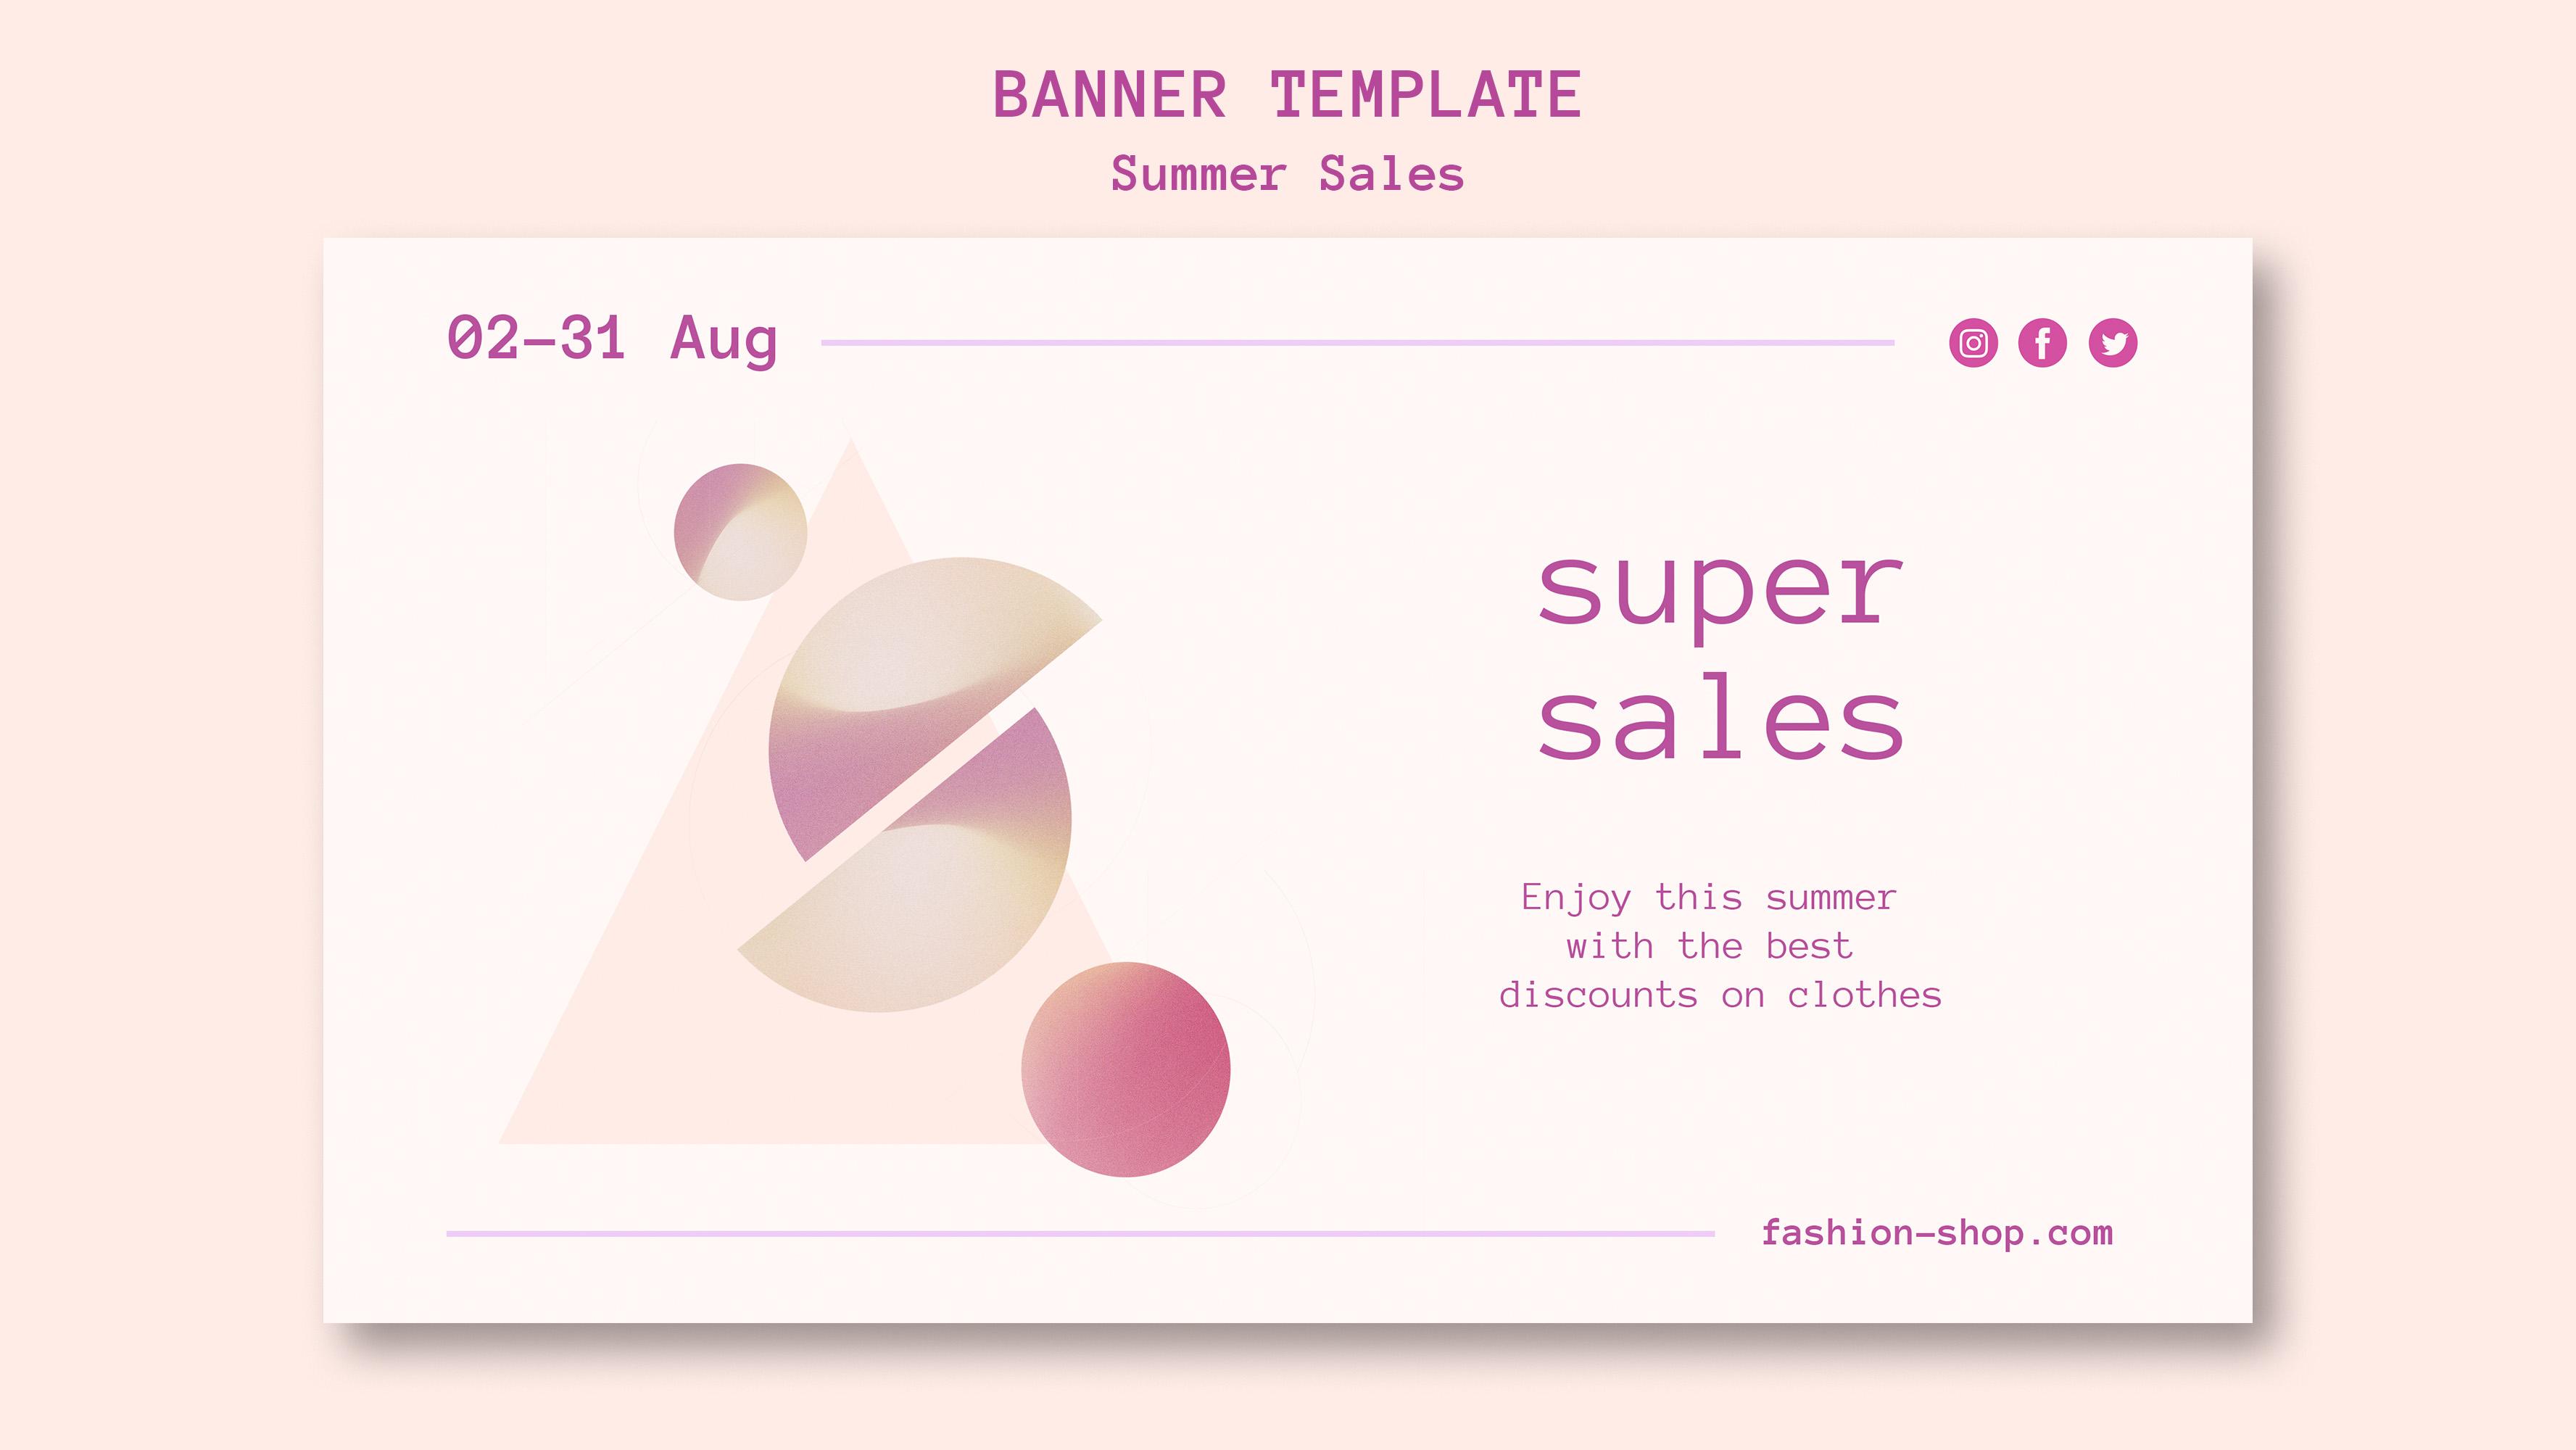 BANNER TEMPLATE
Summer Sales
02-31 Aug
super
sales
Enjoy this summer
with the best
discounts on clothes
fashion-shop.com